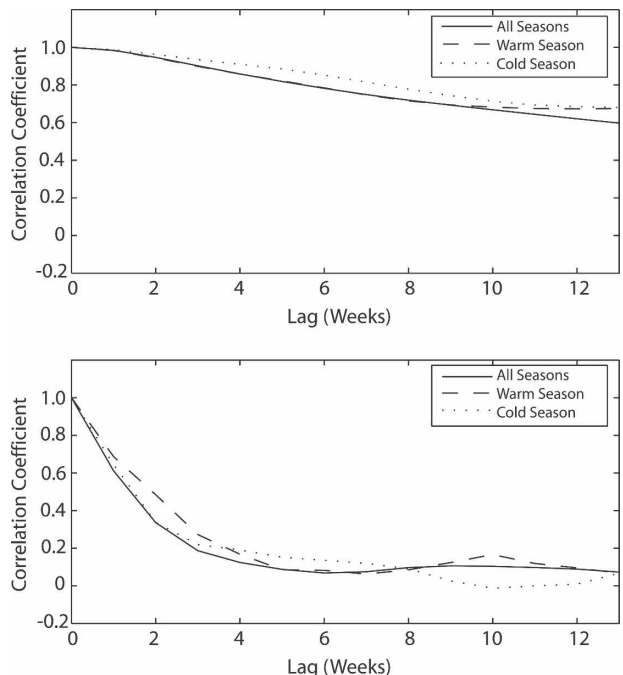 1.0
0.8
0.6
0.4
0.2
0
-0.2
Correlation Coefficient
All Seasons
Warm Season
Cold Season
0 2 4 6 8 10 12
Lag (Weeks)
1.0
0.8
0.6
0.4
0.2
0
-0.2
Correlation Coefficient
All Seasons
Warm Season
Cold Season
0 2 4 6 8 10 12
Lag (Weeks)